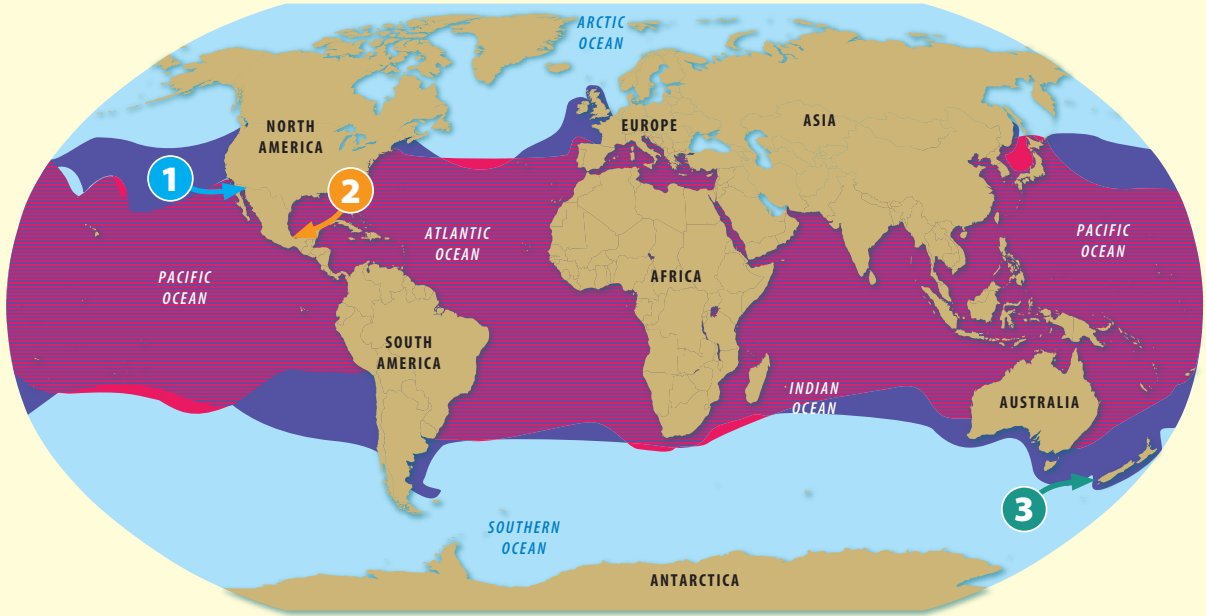 ARCTIC
OCEAN
NORTH
AMERICA
EUROPE
ASIA
1
2
ATLANTIC
OCEAN
PACIFIC
OCEAN
PACIFIC
OCEAN
AFRICA
SOUTH
AMERICA
INDIAN
OCEAN
AUSTRALIA
3
SOUTHERN
OCEAN
ANTARCTICA